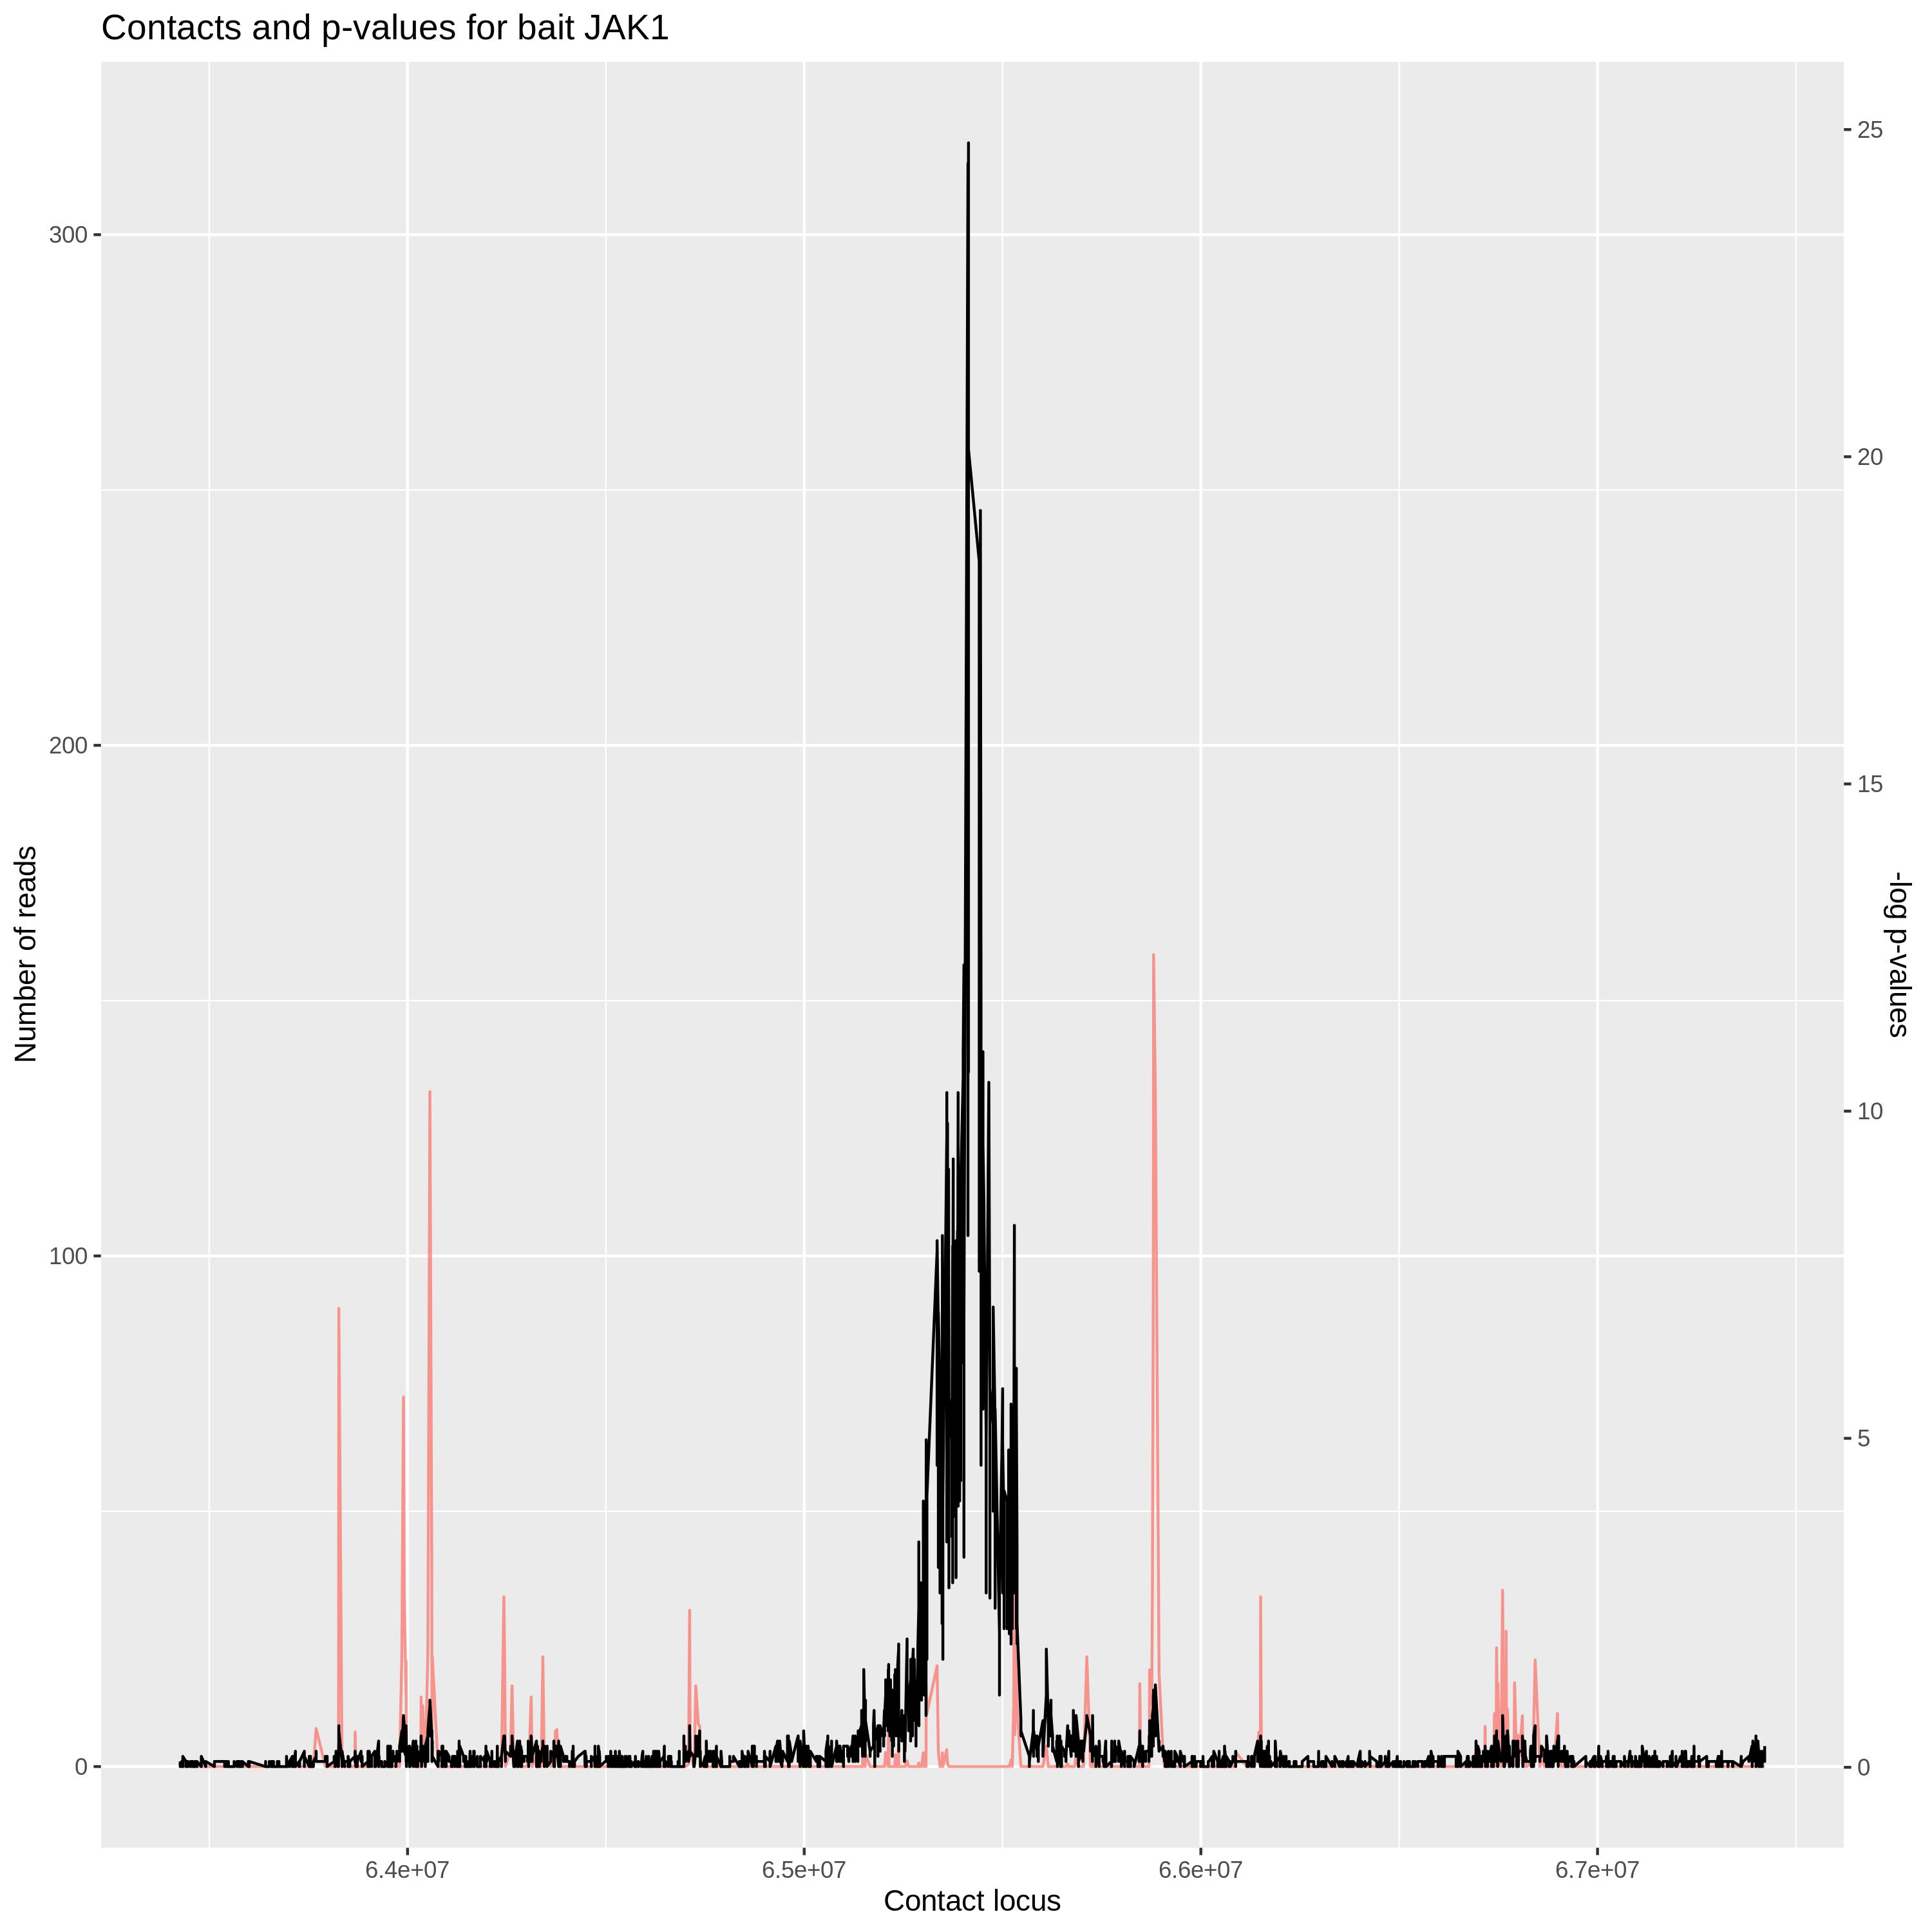 Contacts and p-values for bait JAK1
Number of reads
300
200
100
0
25
20
15
10
5
0
-log p-values
6.4e+07
6.5e+07
6.6e+07
6.7e+07
Contact locus